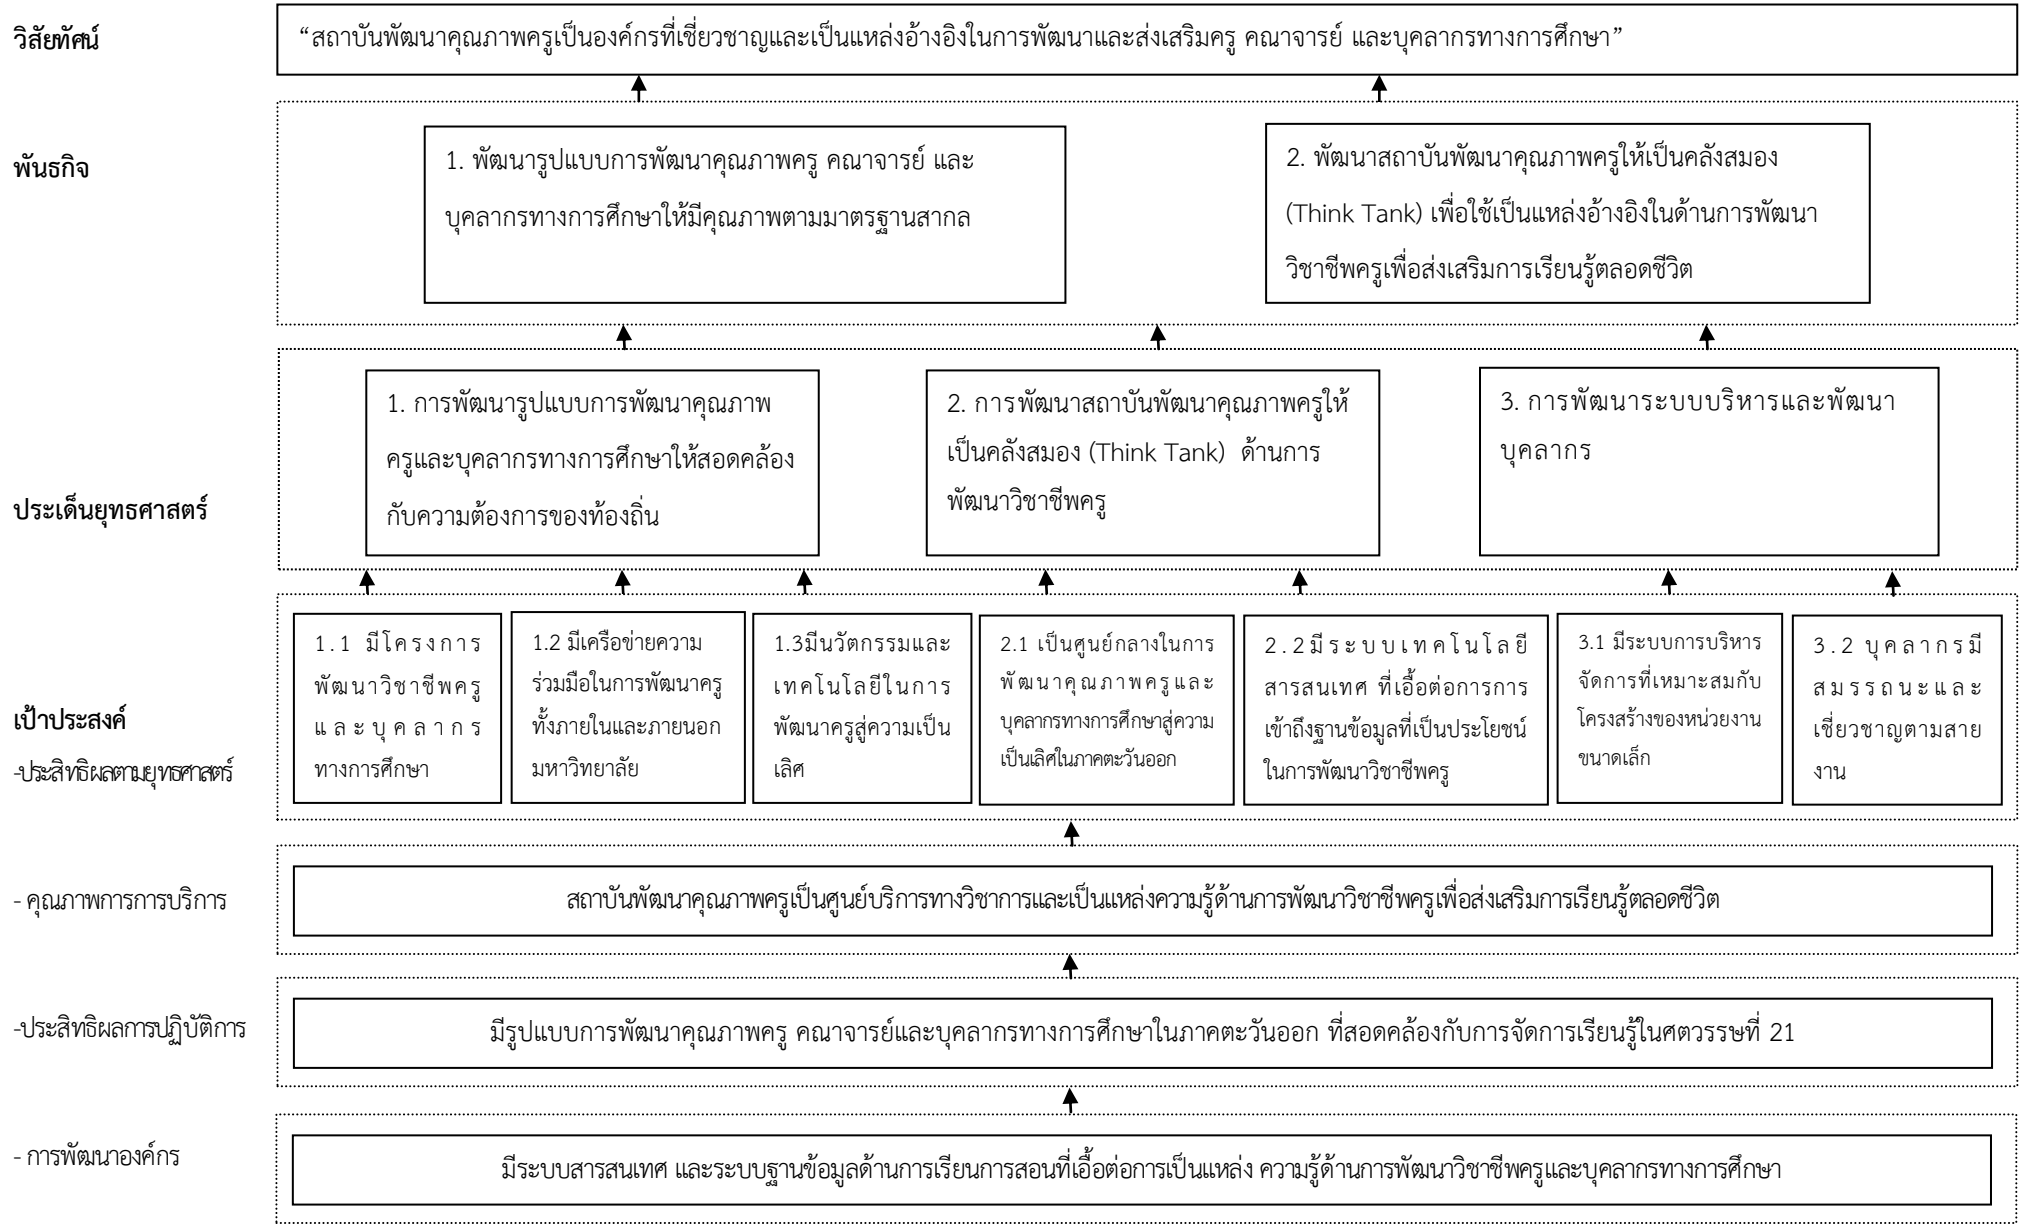 วิสัยทัศน์
“สถาบันพัฒนาคุณภาพครูเป็นองค์กรที่เชี่ยวชาญและเป็นแหล่งอ้างอิงในการพัฒนาและส่งเสริมครู คณาจารย์ และบุคลากรทางการศึกษา”
พันธกิจ
1. พัฒนารูปแบบการพัฒนาคุณภาพครู คณาจารย์ และ
บุคลากรทางการศึกษาให้มีคุณภาพตามมาตรฐานสากล
2. พัฒนาสถาบันพัฒนาคุณภาพครูให้เป็นคลังสมอง
(Think Tank) เพื่อใช้เป็นแหล่งอ้างอิงในด้านการพัฒนา
วิชาชีพครูเพื่อส่งเสริมการเรียนรู้ตลอดชีวิต
ประเด็นยุทธศาสตร์
1. การพัฒนารูปแบบการพัฒนาคุณภาพ
ครูและบุคลากรทางการศึกษาให้สอดคล้อง
กับความต้องการของท้องถิ่น
2. การพัฒนาสถาบันพัฒนาคุณภาพครูให้
เป็นคลังสมอง (Think Tank) ด้านการ
พัฒนาวิชาชีพครู
3. การพัฒนาระบบบริหารและพัฒนา
บุคลากร
เป้าประสงค์
-ประสิทธิผลตามยุทธศาสตร์
1.1 มีโครงการ
พัฒนาวิชาชีพครู
และบุคลากร
ทางการศึกษา
1.2 มีเครือข่ายความ
ร่วมมือในการพัฒนาครู
ทั้งภายในและภายนอก
มหาวิทยาลัย
1.3มีนวัตกรรมและ
เทคโนโลยีในการ
พัฒนาครูสู่ความเป็น
เลิศ
2.1 เป็นศูนย์กลางในการ
พัฒนาคุณภาพครูและ
บุคลากรทางการศึกษาสู่ความ
เป็นเลิศในภาคตะวันออก
2.2มีระบบเทคโนโลยี
สารสนเทศ ที่เอื้อต่อการการ
เข้าถึงฐานข้อมูลที่เป็นประโยชน์
ในการพัฒนาวิชาชีพครู
3.1 มีระบบการบริหาร
จัดการที่เหมาะสมกับ
โครงสร้างของหน่วยงาน
ขนาดเล็ก
3.2 บุคลากรมี
สมรรถนะและ
เชี่ยวชาญตามสาย
งาน
- คุณภาพการการบริการ
สถาบันพัฒนาคุณภาพครูเป็นศูนย์บริการทางวิชาการและเป็นแหล่งความรู้ด้านการพัฒนาวิชาชีพครูเพื่อส่งเสริมการเรียนรู้ตลอดชีวิต
-ประสิทธิผลการปฏิบัติการ
มีรูปแบบการพัฒนาคุณภาพครู คณาจารย์และบุคลากรทางการศึกษาในภาคตะวันออก ที่สอดคล้องกับการจัดการเรียนรู้ในศตวรรษที่ 21
- การพัฒนาองค์กร
มีระบบสารสนเทศ และระบบฐานข้อมูลด้านการเรียนการสอนที่เอื้อต่อการเป็นแหล่ง ความรู้ด้านการพัฒนาวิชาชีพครูและบุคลากรทางการศึกษา